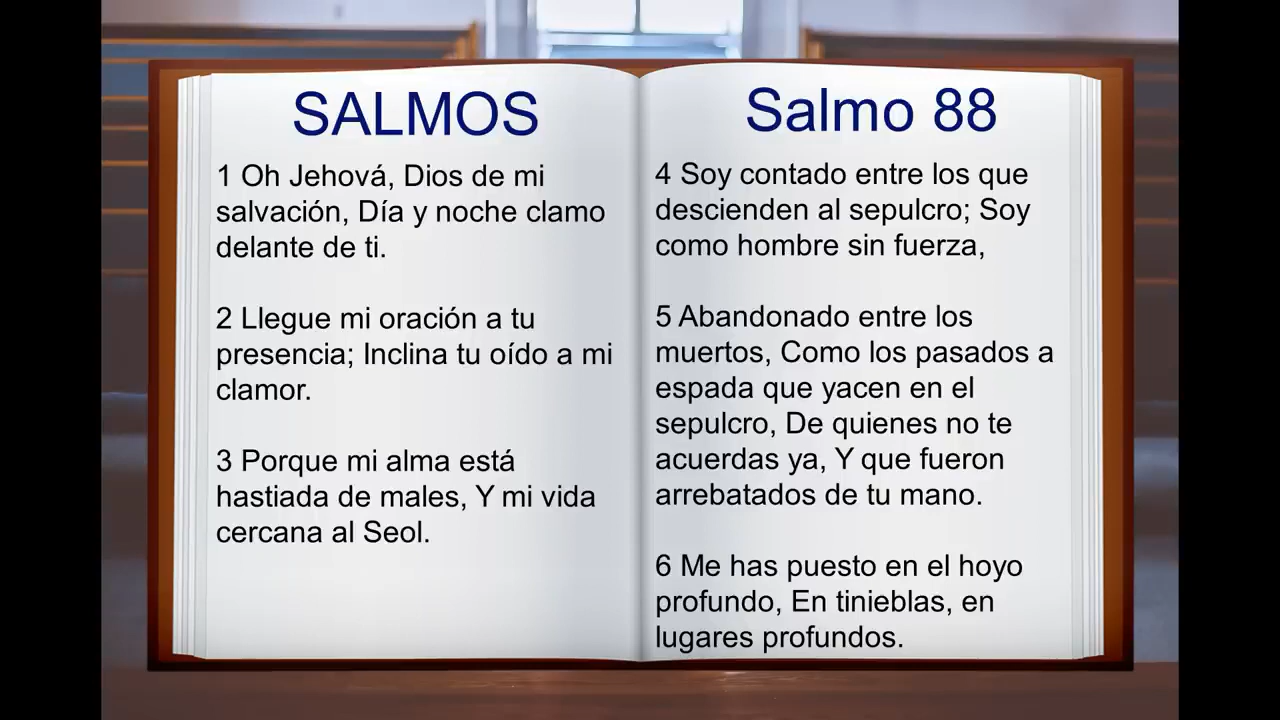 SALMOS
1 Oh Jehová, Dios de mi
salvación, Día y noche clamo
delante de ti.
2 Llegue mi oración a tu
presencia; Inclina tu oído a mi
clamor.
3 Porque mi alma está
hastiada de males, Y mi vida
cercana al Seol.
Salmo 88
4 Soy contado entre los que
descienden al sepulcro; Soy
como hombre sin fuerza,
5 Abandonado entre los
muertos, Como los pasados a
espada que yacen en el
sepulcro, De quienes no te
acuerdas ya, Y que fueron
arrebatados de tu mano.
6 Me has puesto en el hoyo
profundo, En tinieblas, en
lugares profundos.